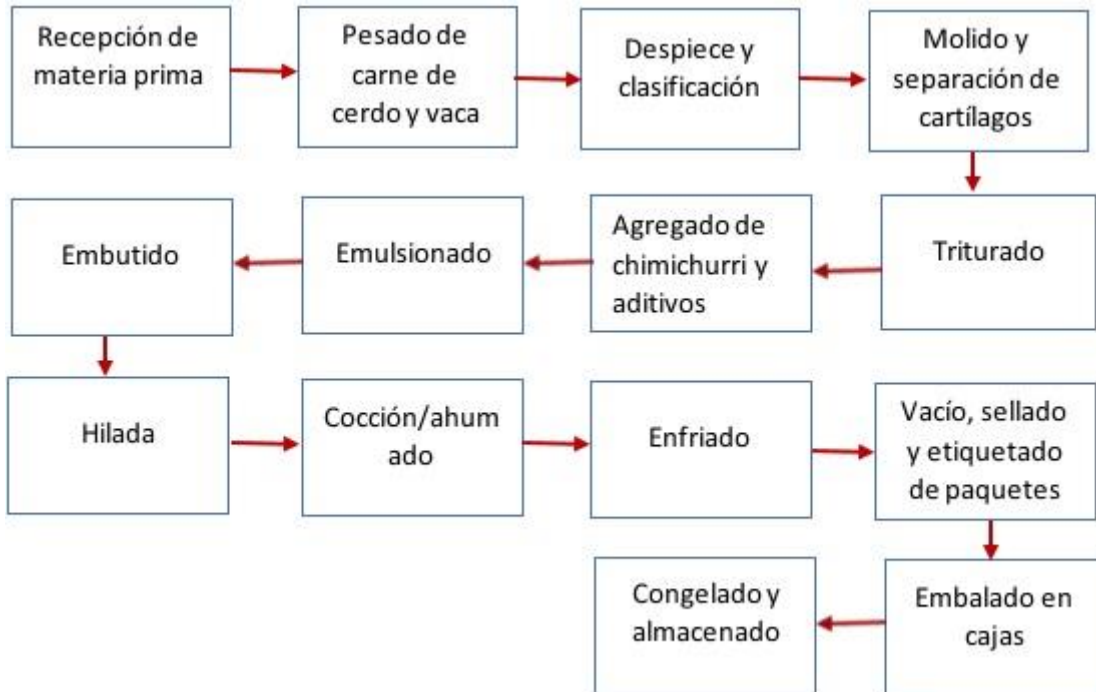 Recepción de
materia prima
Pesado de
carne de
cerdo y vaca
Despiece y
clasificación
Molido y
separación de
cartílagos
Triturado
Agregado de
chimichurri y
aditivos
Emulsionado
Embutido
Hilada
Cocción/ahum
ado
Enfriado
Vacío, sellado
y etiquetado
de paquetes
Embalado en
cajas
Congelado y
almacenado